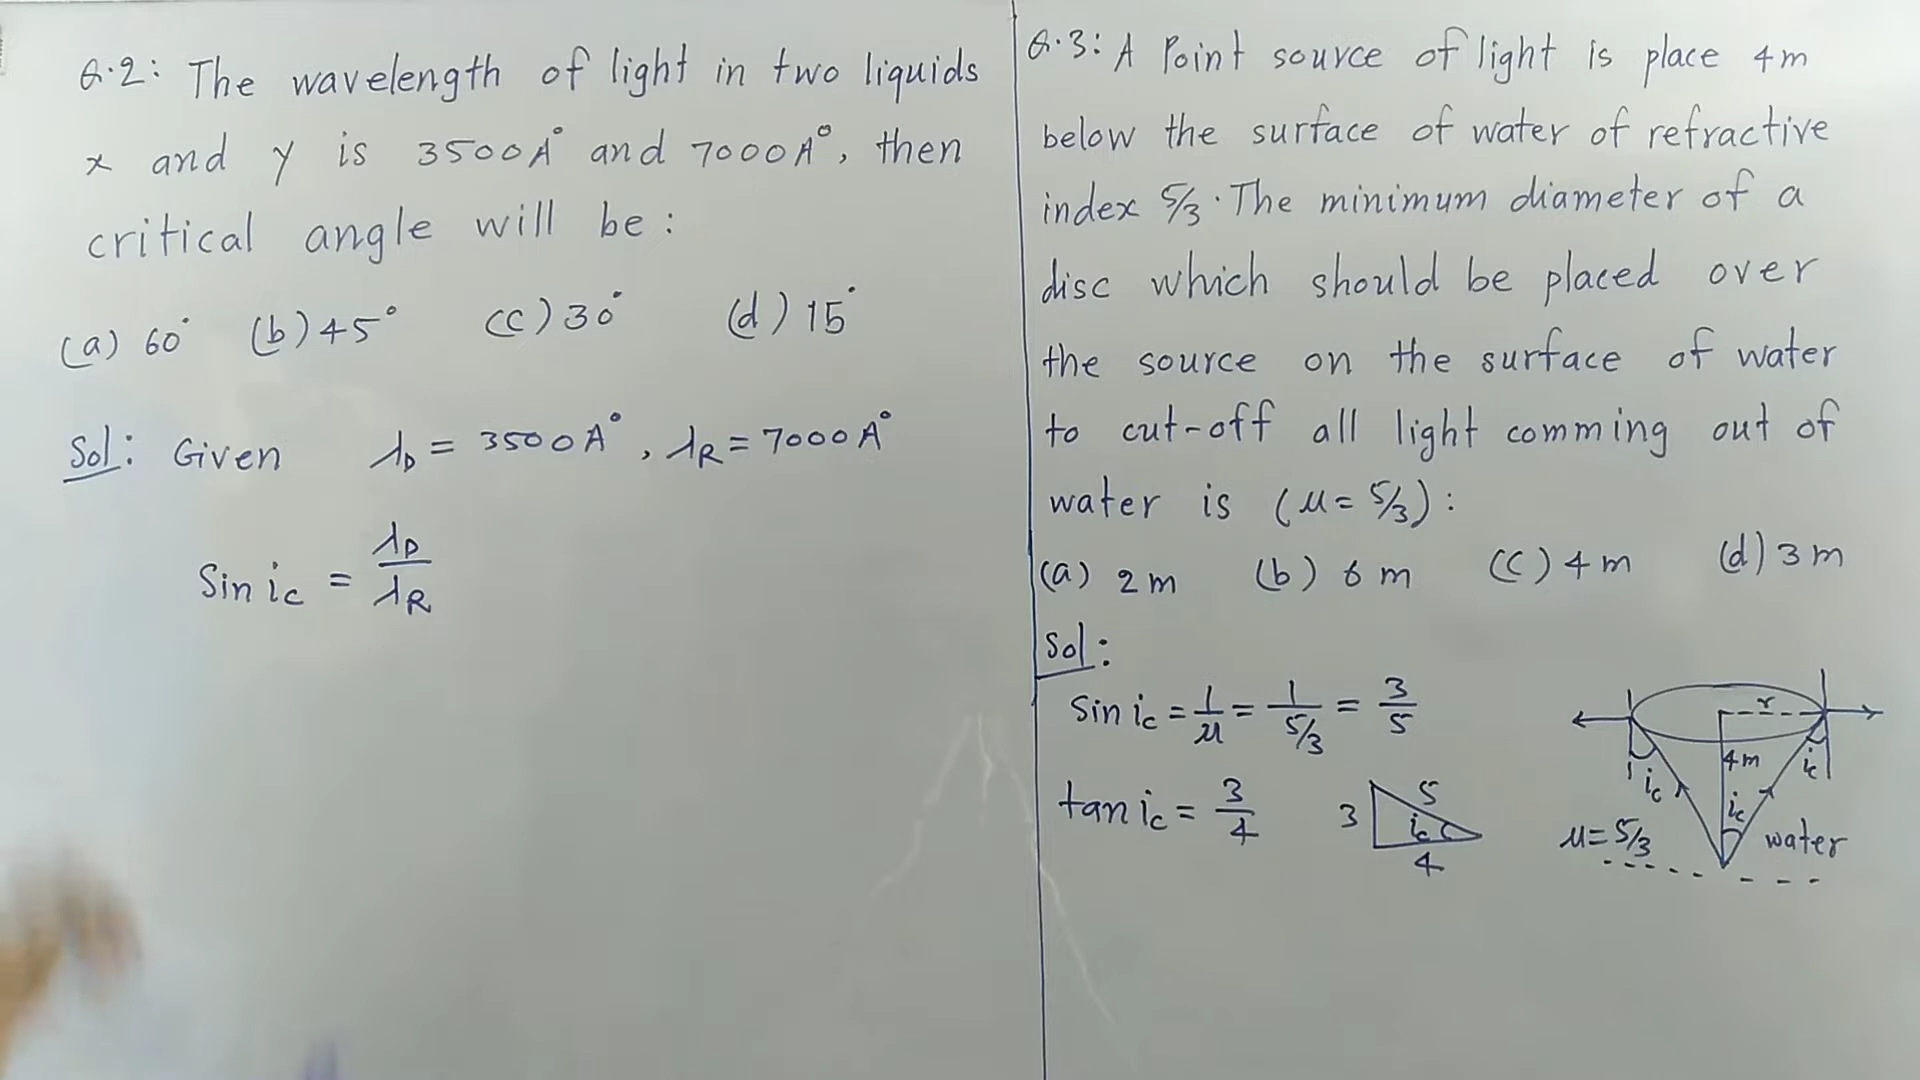 Q.2: The wavelength of light in two liquids
x and y is 3500A° and 7000A°, then
critical angle will be:
(a) 60° (b) 45° (c) 30° (d) 15°
Sol: Given λD = 3500A°, λR = 7000A°
Sin ic = λD/λR
Q.3: A Point source of light is place 4m
below the surface of water of refractive
index 5/3. The minimum diameter of a
disc which should be placed over
the source on the surface of water
to cut-off all light comming out of
water is (μ = 5/3):
(a) 2m (b) 6m (c) 4m (d) 3m
Sol:
Sin ic = 1/μ = 1/5/3 = 3/5
tan ic = 3/4
3
5
ic
4
r
4m
ic
ic
ic
μ=5/3
water